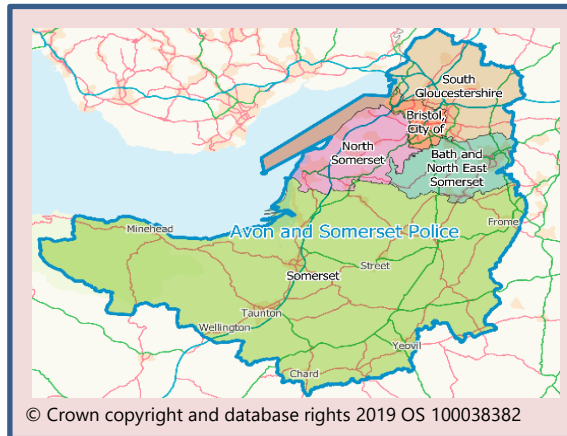 South
Gloucestershire
Bristol,
City of
North
Somerset
Bath and
North East
Somerset
Frome
Minehead
Avon and Somerset Police
Street
Somerset
Taunton
Wellington
Yeovil
Chard
© Crown copyright and database rights 2019 OS 100038382